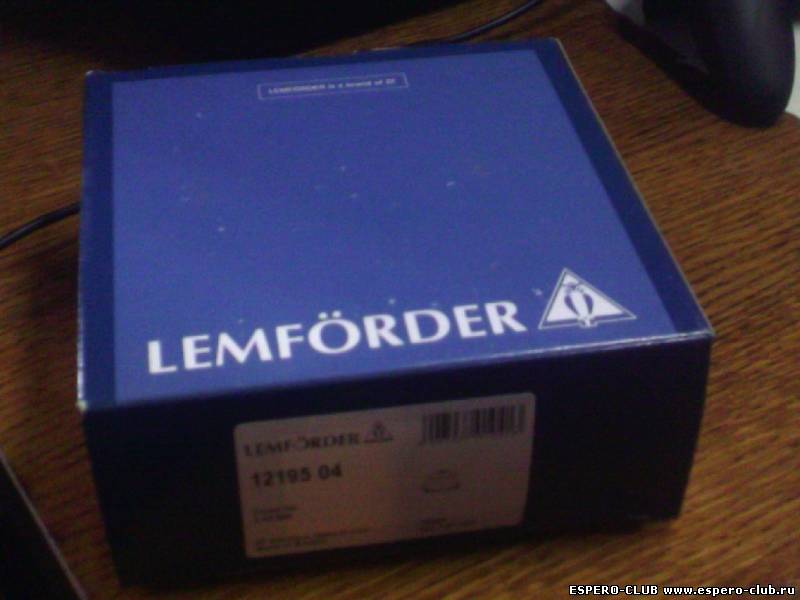 LEMFÖRDER is a brand of ZF
LEMFÖRDER
LEMFÖRDER
12195 04
ESPERO-CLUB www.espero-club.ru